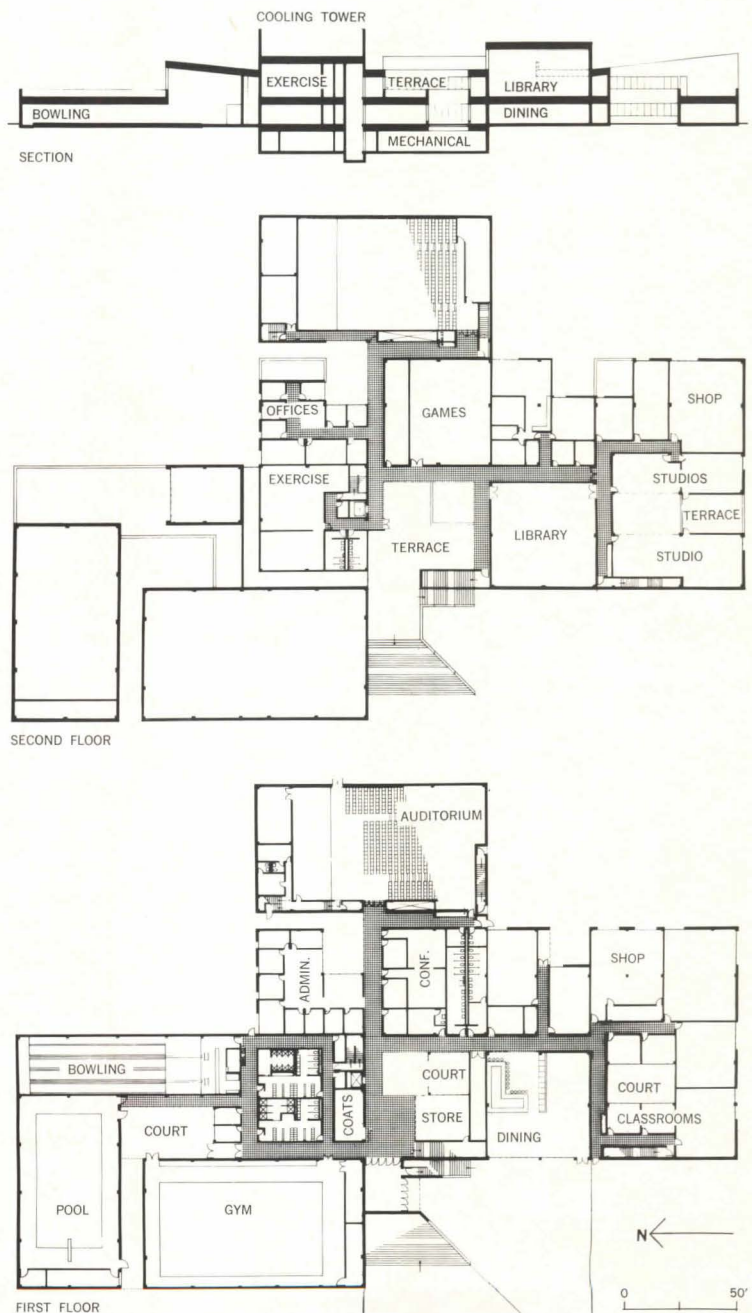 COOLING TOWER
EXERCISE
TERRACE
LIBRARY
BOWLING
DINING
MECHANICAL
SECTION
OFFICES
GAMES
SHOP
EXERCISE
STUDIOS
TERRACE
TERRACE
LIBRARY
STUDIO
SECOND FLOOR
AUDITORIUM
ADMIN.
CONF.
SHOP
BOWLING
COURT
COURT
COATS
STORE
CLASSROOMS
COURT
DINING
POOL
GYM
N
0 50'
FIRST FLOOR